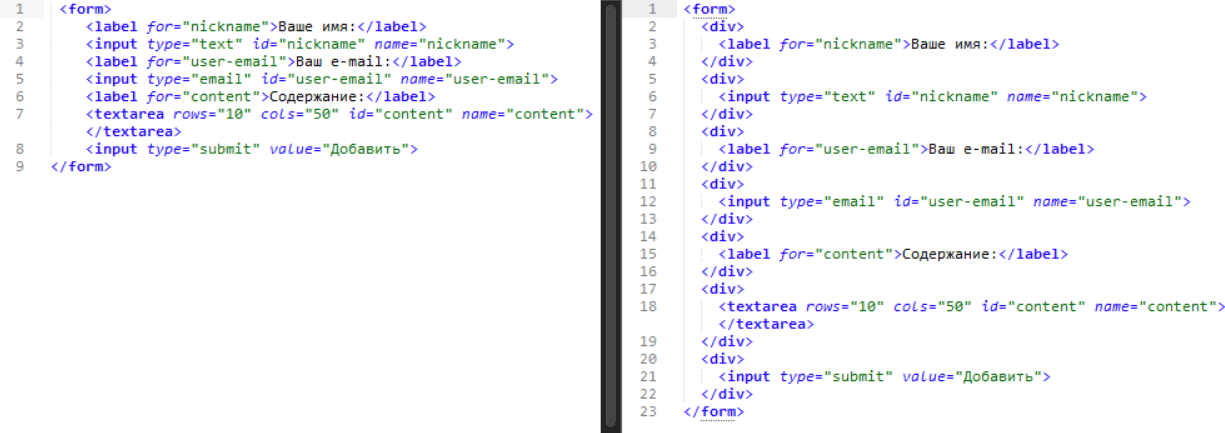 1 <form>
2 <label for="nickname">Ваше имя:</label>
3 <input type="text" id="nickname" name="nickname">
4 <label for="user-email">Ваш e-mail:</label>
5 <input type="email" id="user-email" name="user-email">
6 <label for="content">Содержание:</label>
7 <textarea rows="10" cols="50" id="content" name="content">
</textarea>
8 <input type="submit" value="Добавить">
9 </form>
1 <form>
2 <div>
3 <label for="nickname">Ваше имя:</label>
4 </div>
5 <div>
6 <input type="text" id="nickname" name="nickname">
7 </div>
8 <div>
9 <label for="user-email">Ваш e-mail:</label>
10 </div>
11 <div>
12 <input type="email" id="user-email" name="user-email">
13 </div>
14 <div>
15 <label for="content">Содержание:</label>
16 </div>
17 <div>
18 <textarea rows="10" cols="50" id="content" name="content">
</textarea>
19 </div>
20 <div>
21 <input type="submit" value="Добавить">
22 </div>
23 </form>